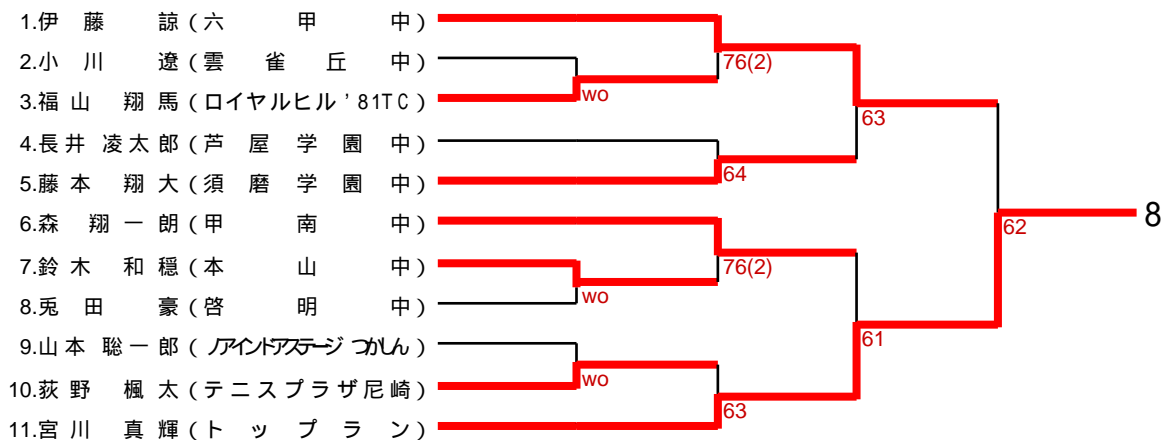 1.伊 藤 諒 (六 甲 中)
2.小 川 遼 (雲 雀 丘 中)
3.福 山 翔 馬 (ロイヤルヒル ’81TC)
4.長 井 凌 太 郎 (芦 屋 学 園 中)
5.藤 本 翔 大 (須 磨 学 園 中)
6.森 翔 一 朗 (甲 南 中)
7.鈴 木 和 穏 (本 山 中)
8.兎 田 豪 (啓 明 中)
9.山 本 聡 一 郎 (ノアインドアステージ つかしん)
10.荻 野 楓 太 (テニスプラザ尼崎)
11.宮 川 真 輝 (ト ッ プ ラ ン)
76(2)
wo
63
64
62
8
76(2)
wo
61
wo
63